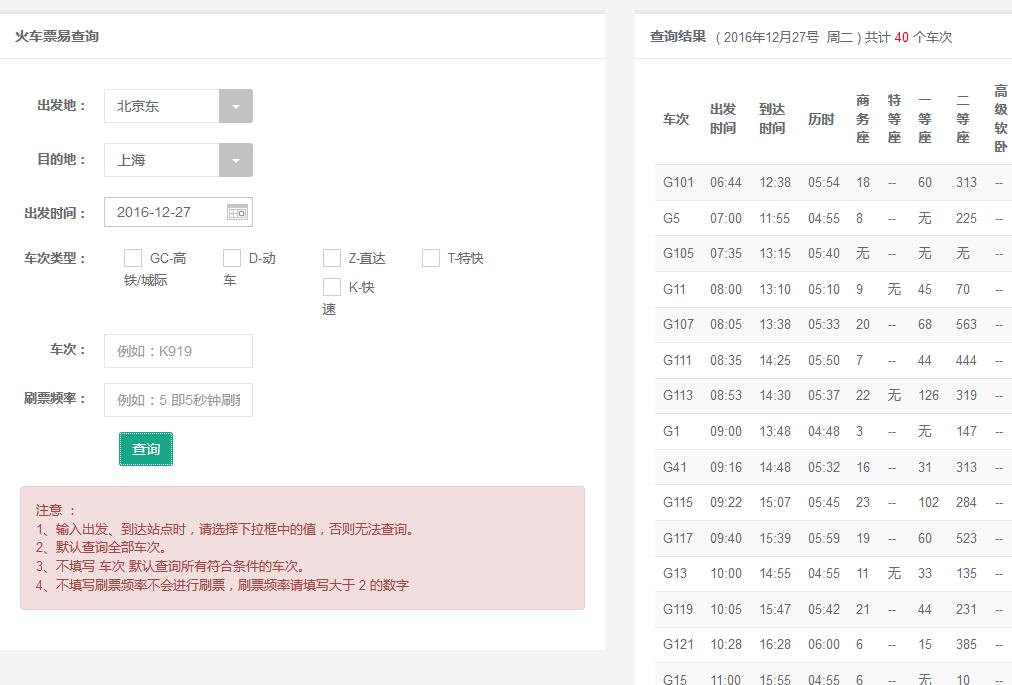 火车票易查询
出发地：
北京东
目的地：
上海
出发时间：
2016-12-27
车次类型：
GC-高
铁/城际
D-动
车
Z-直达
T-特快
K-快
速
车次：
例如：K919
刷票频率：
例如：5 即5秒钟刷
查询
注意 ：
1、输入出发、到达站点时，请选择下拉框中的值，否则无法查询。
2、默认查询全部车次。
3、不填写 车次 默认查询所有符合条件的车次。
4、不填写刷票频率不会进行刷票，刷票频率请填写大于 2 的数字
查询结果 （ 2016年12月27号 周二 ) 共计 40 个车次
车次 出发时间 到达时间 历时 商务座 特等座 一等座 二等座 高级软卧
G101 06:44 12:38 05:54 18 -- 60 313 --
G5 07:00 11:55 04:55 8 -- 无 225 --
G105 07:35 13:15 05:40 无 -- 无 无 --
G11 08:00 13:10 05:10 9 无 45 70 --
G107 08:05 13:38 05:33 20 -- 68 563 --
G111 08:35 14:25 05:50 7 -- 44 444 --
G113 08:53 14:30 05:37 22 无 126 319 --
G1 09:00 13:48 04:48 3 -- 无 147 --
G41 09:16 14:48 05:32 16 -- 31 313 --
G115 09:22 15:07 05:45 23 -- 102 284 --
G117 09:40 15:39 05:59 19 -- 60 523 --
G13 10:00 14:55 04:55 11 无 33 135 --
G119 10:05 15:47 05:42 21 -- 44 231 --
G121 10:28 16:28 06:00 6 -- 15 385 --
G15 11:00 15:55 04:55 6 -- 无 10 --